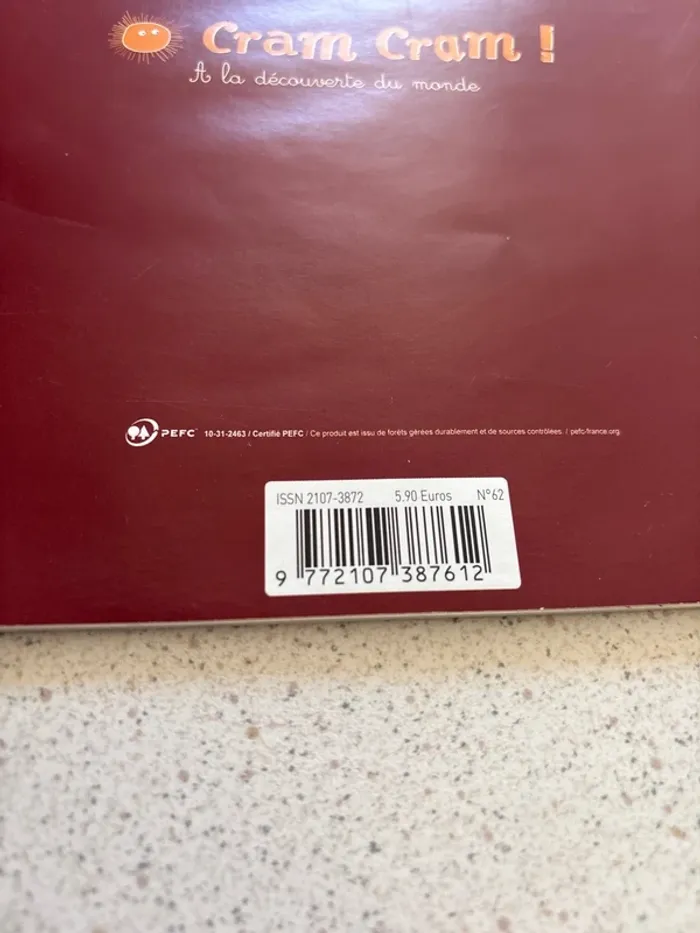 Cram Cram !
A la découverte du monde
PEFC 10-31-2463 / Certifié PEFC / Ce produit est issu de forêts gérées durablement et de sources contrôlées. / pefc-france.org
ISSN 2107-3872 5.90 Euros N°62
9 772107 387612